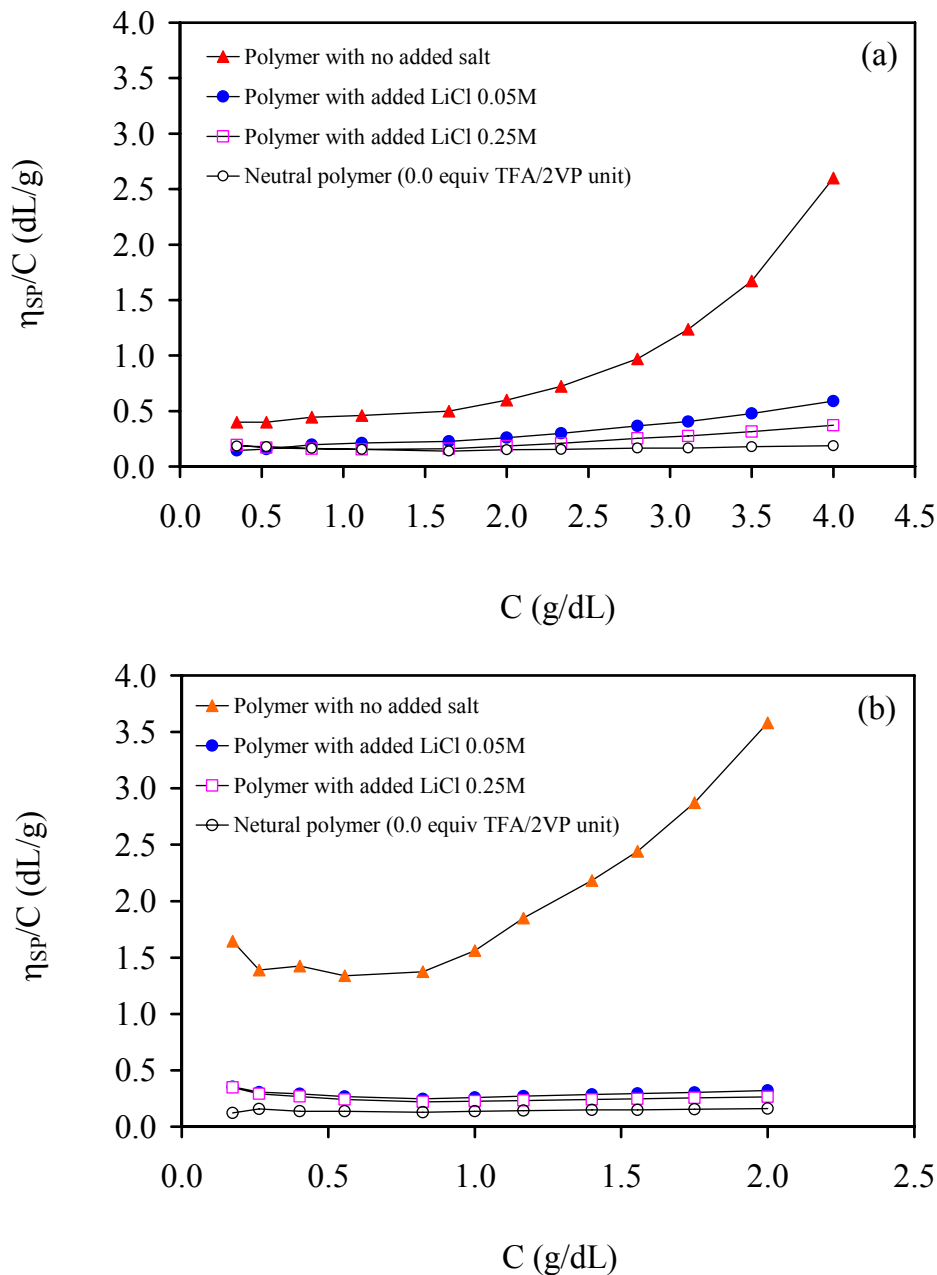 4.0
(a)
Polymer with no added salt
3.5
Polymer with added LiCl 0.05M
3.0
Polymer with added LiCl 0.25M
Neutral polymer (0.0 equiv TFA/2VP unit)
2.5
2.0
1.5
1.0
0.5
0.0
ηSP/C (dL/g)
0.0 0.5 1.0 1.5 2.0 2.5 3.0 3.5 4.0 4.5
C (g/dL)
4.0
(b)
Polymer with no added salt
3.5
Polymer with added LiCl 0.05M
3.0
Polymer with added LiCl 0.25M
Netural polymer (0.0 equiv TFA/2VP unit)
2.5
2.0
1.5
1.0
0.5
0.0
ηSP/C (dL/g)
0.0 0.5 1.0 1.5 2.0 2.5
C (g/dL)